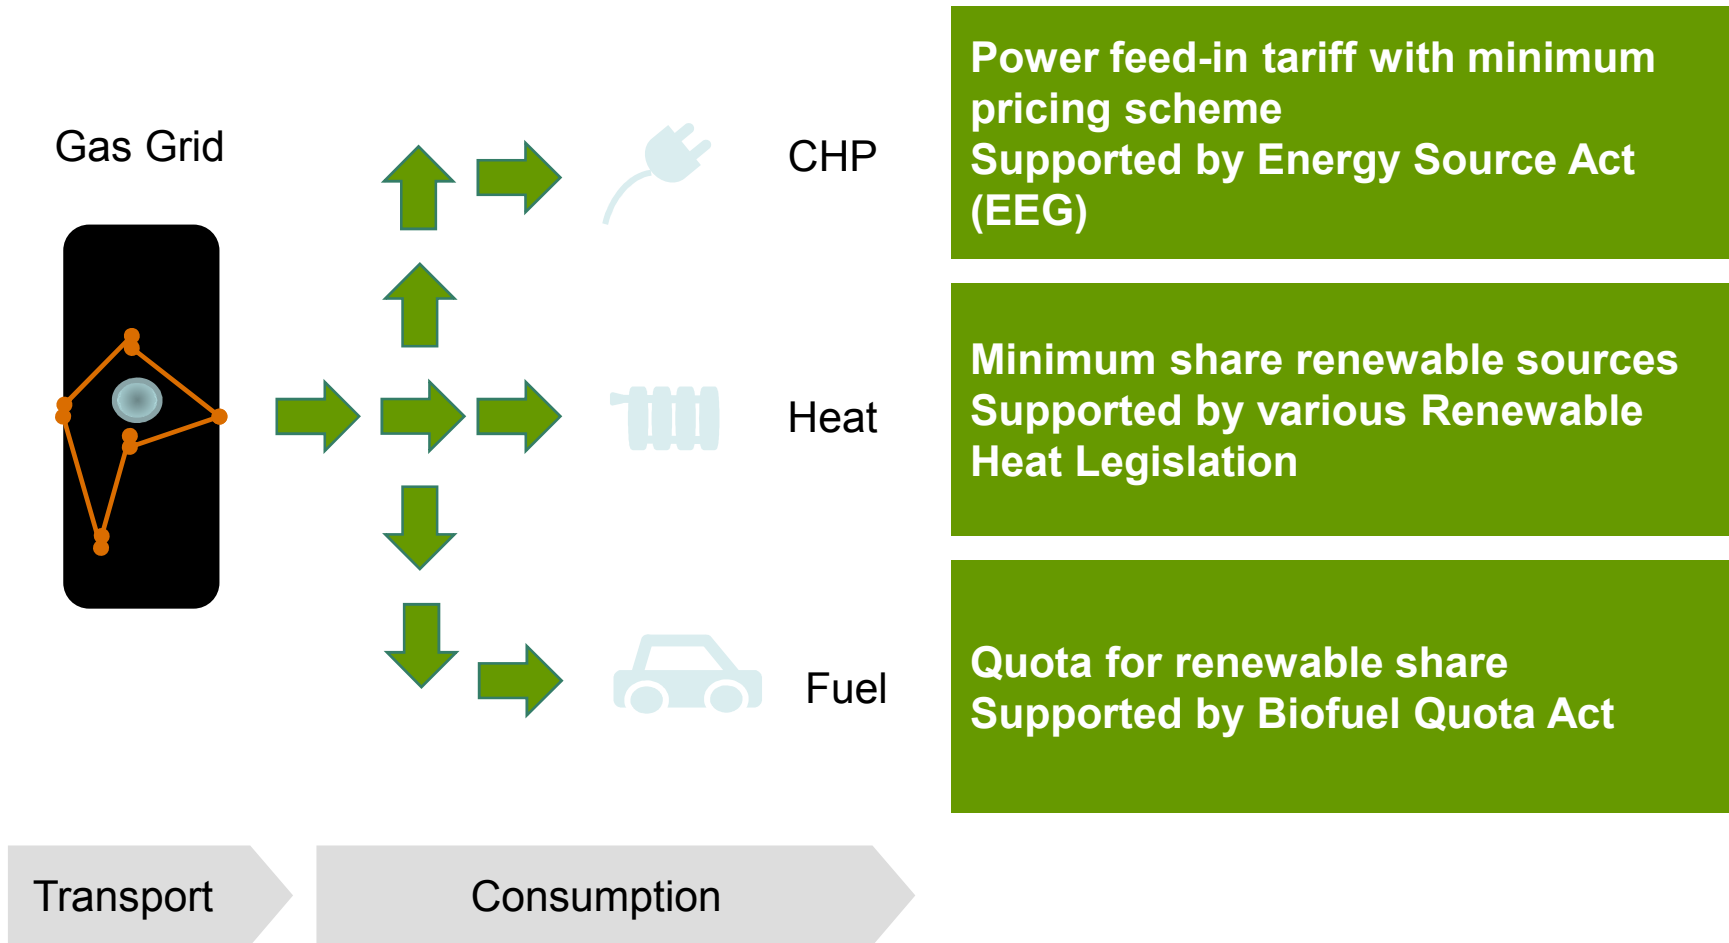 Gas Grid
CHP
Power feed-in tariff with minimum
pricing scheme
Supported by Energy Source Act
(EEG)
Heat
Minimum share renewable sources
Supported by various Renewable
Heat Legislation
Fuel
Quota for renewable share
Supported by Biofuel Quota Act
Transport
Consumption